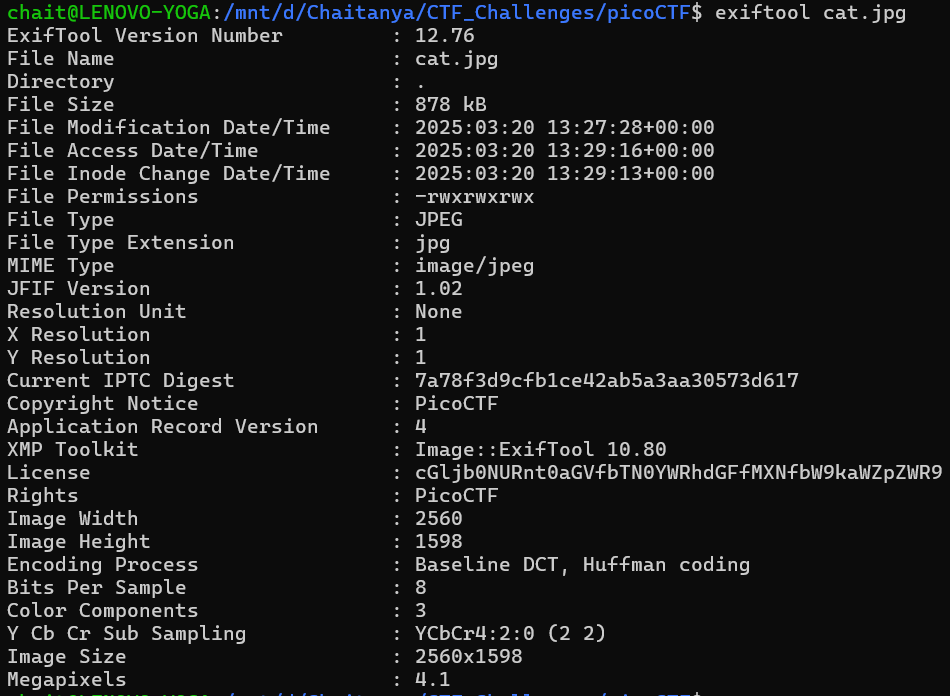 chait@LENOVO-YOGA:/mnt/d/Chaitanya/CTF_Challenges/picoCTF$ exiftool cat.jpg
ExifTool Version Number         : 12.76
File Name                       : cat.jpg
Directory                       : .
File Size                       : 878 kB
File Modification Date/Time     : 2025:03:20 13:27:28+00:00
File Access Date/Time           : 2025:03:20 13:29:16+00:00
File Inode Change Date/Time     : 2025:03:20 13:29:13+00:00
File Permissions                : -rwxrwxrwx
File Type                       : JPEG
File Type Extension             : jpg
MIME Type                       : image/jpeg
JFIF Version                    : 1.02
Resolution Unit                 : None
X Resolution                    : 1
Y Resolution                    : 1
Current IPTC Digest             : 7a78f3d9cfb1ce42ab5a3aa30573d617
Copyright Notice                : PicoCTF
Application Record Version      : 4
XMP Toolkit                     : Image::ExifTool 10.80
License                         : cGljb0NURnt0aGVfbTN0YWRhdGFfMXNfbW9kaWZpZWR9
Rights                          : PicoCTF
Image Width                     : 2560
Image Height                    : 1598
Encoding Process                : Baseline DCT, Huffman coding
Bits Per Sample                 : 8
Color Components                : 3
Y Cb Cr Sub Sampling            : YCbCr4:2:0 (2 2)
Image Size                      : 2560x1598
Megapixels                      : 4.1